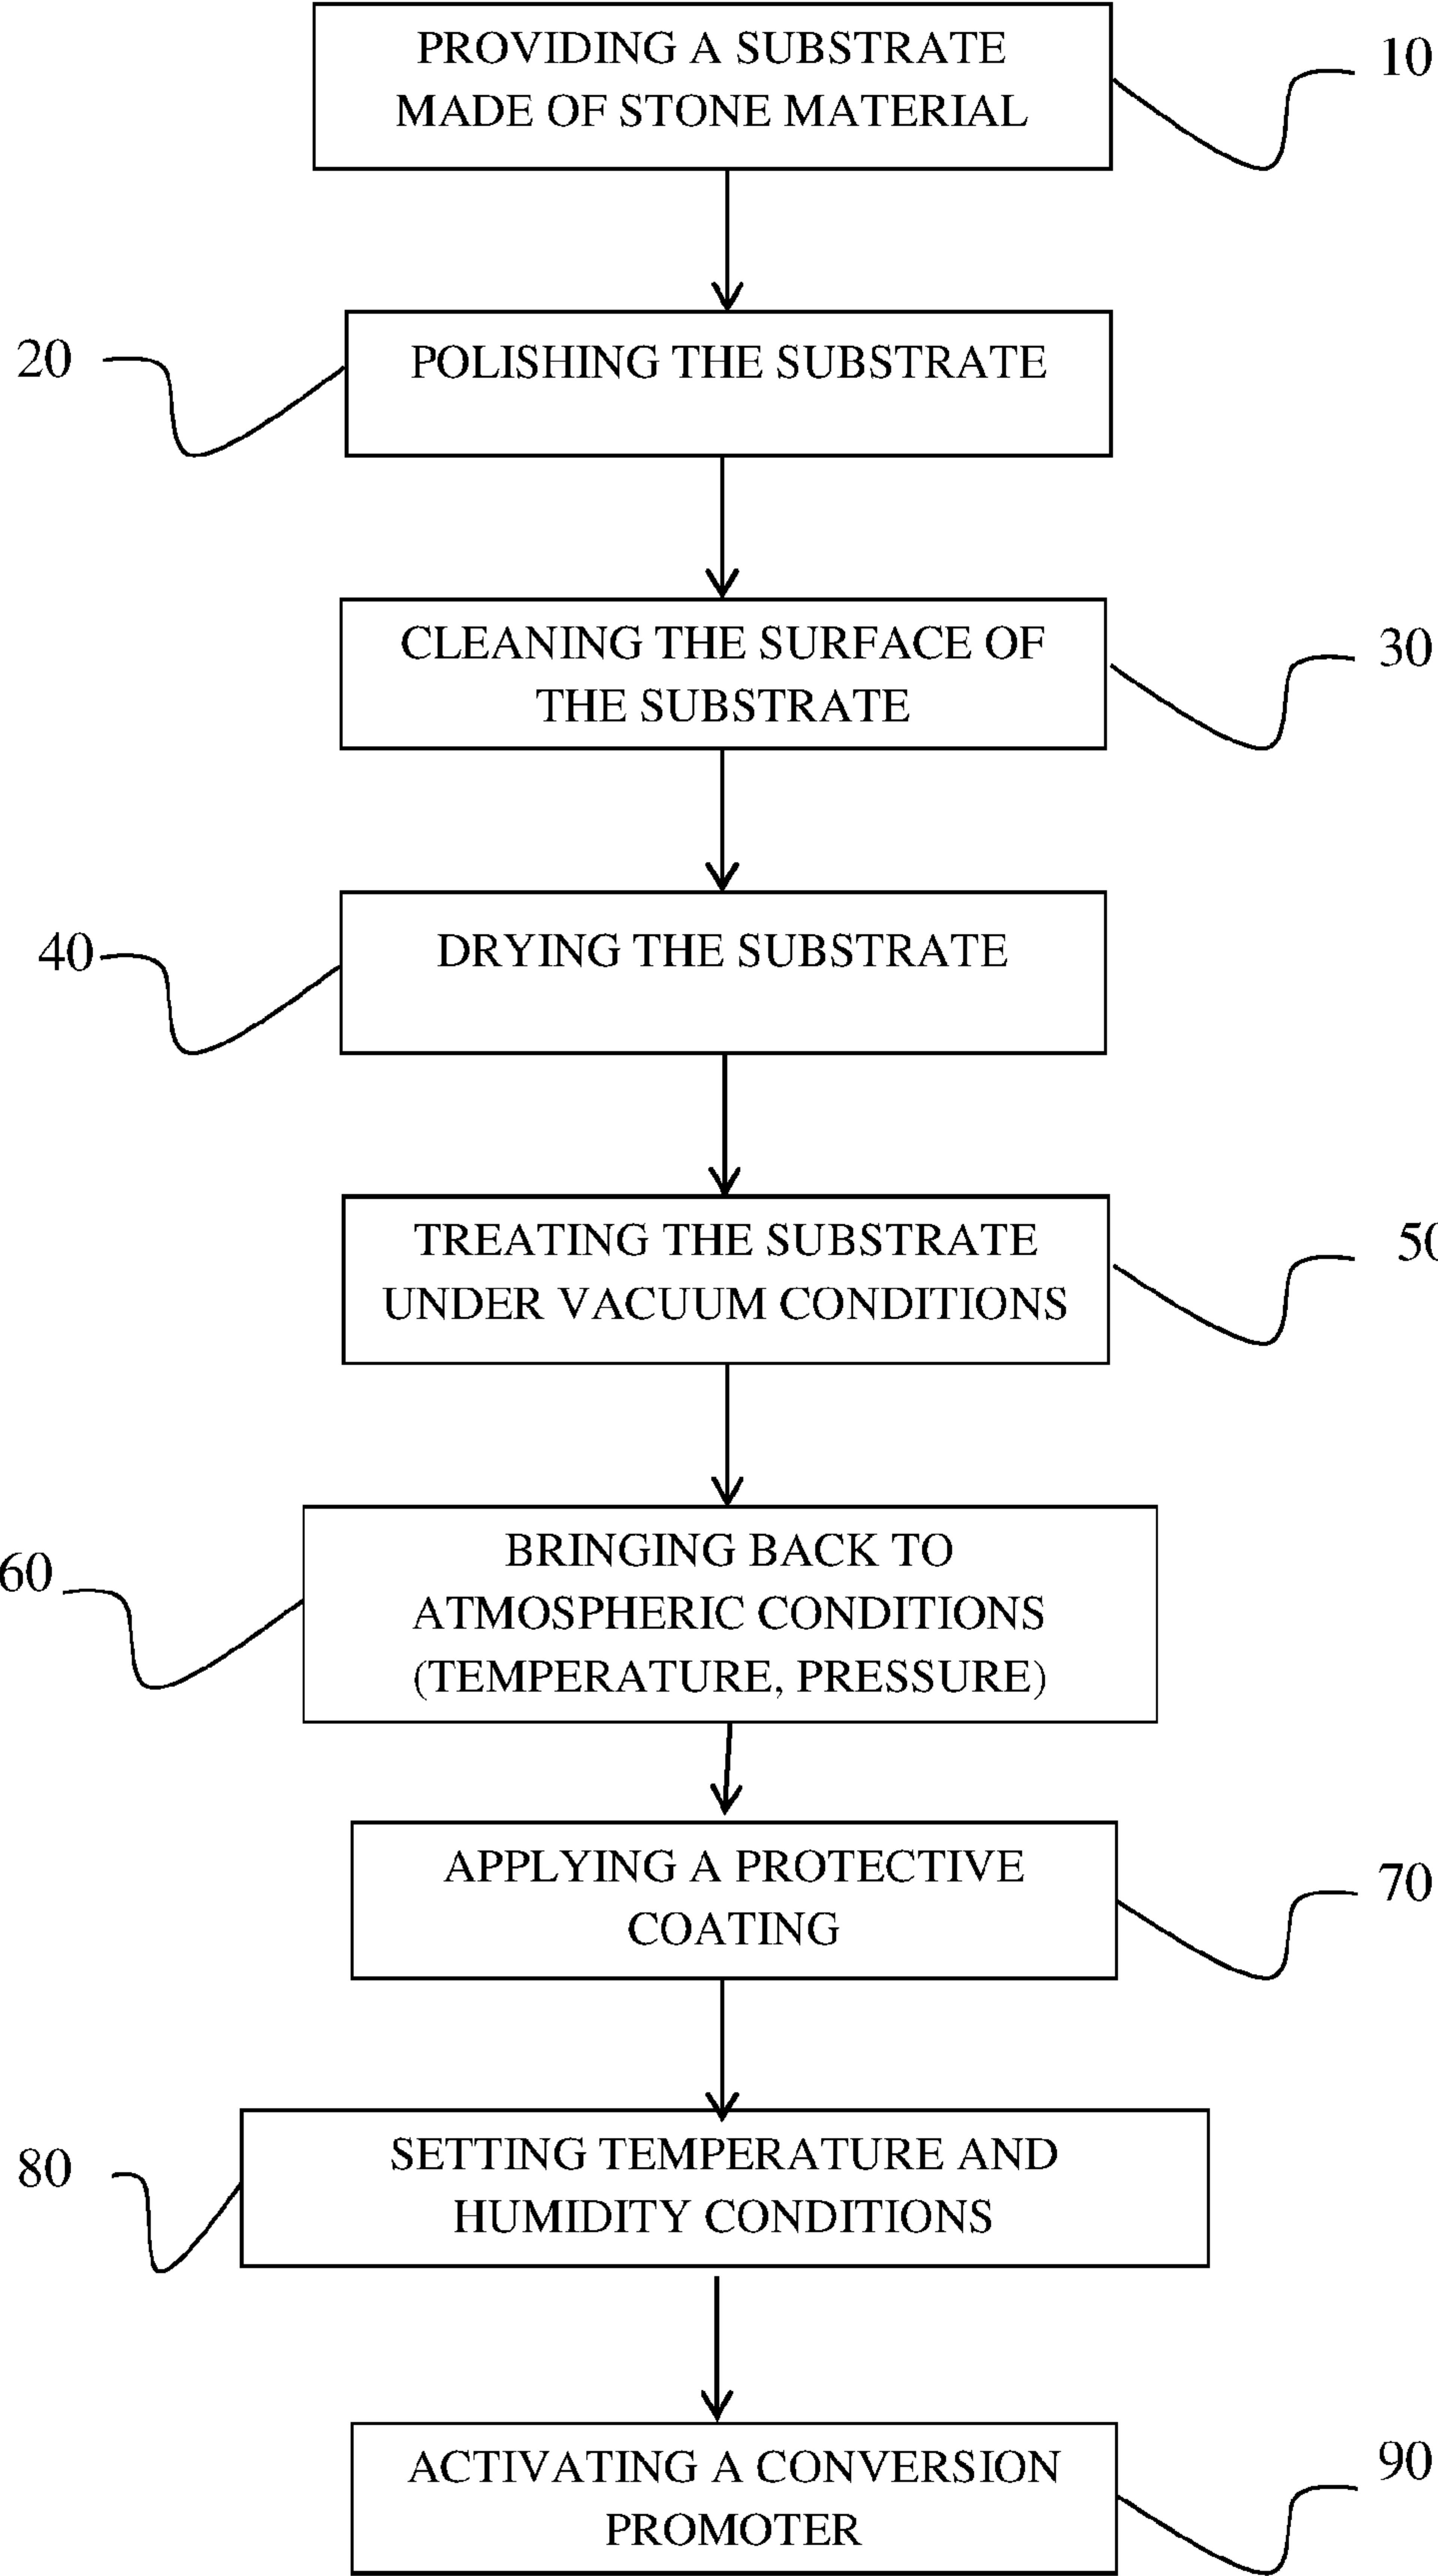 PROVIDING A SUBSTRATE
MADE OF STONE MATERIAL
10
20
POLISHING THE SUBSTRATE
CLEANING THE SURFACE OF
THE SUBSTRATE
30
40
DRYING THE SUBSTRATE
TREATING THE SUBSTRATE
UNDER VACUUM CONDITIONS
50
60
BRINGING BACK TO
ATMOSPHERIC CONDITIONS
(TEMPERATURE, PRESSURE)
APPLYING A PROTECTIVE
COATING
70
80
SETTING TEMPERATURE AND
HUMIDITY CONDITIONS
ACTIVATING A CONVERSION
PROMOTER
90